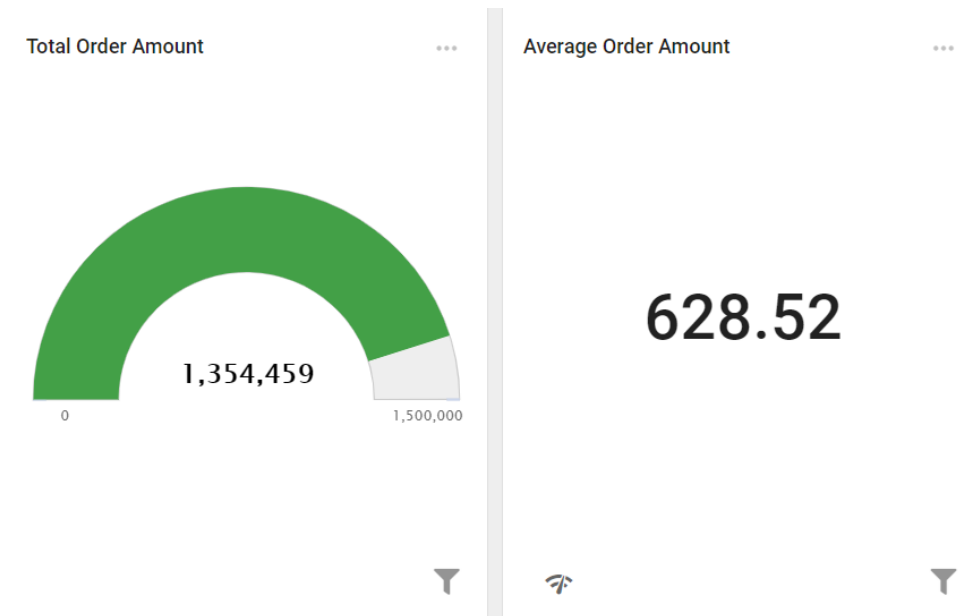 Total Order Amount
1,354,459
0
1,500,000
Average Order Amount
628.52